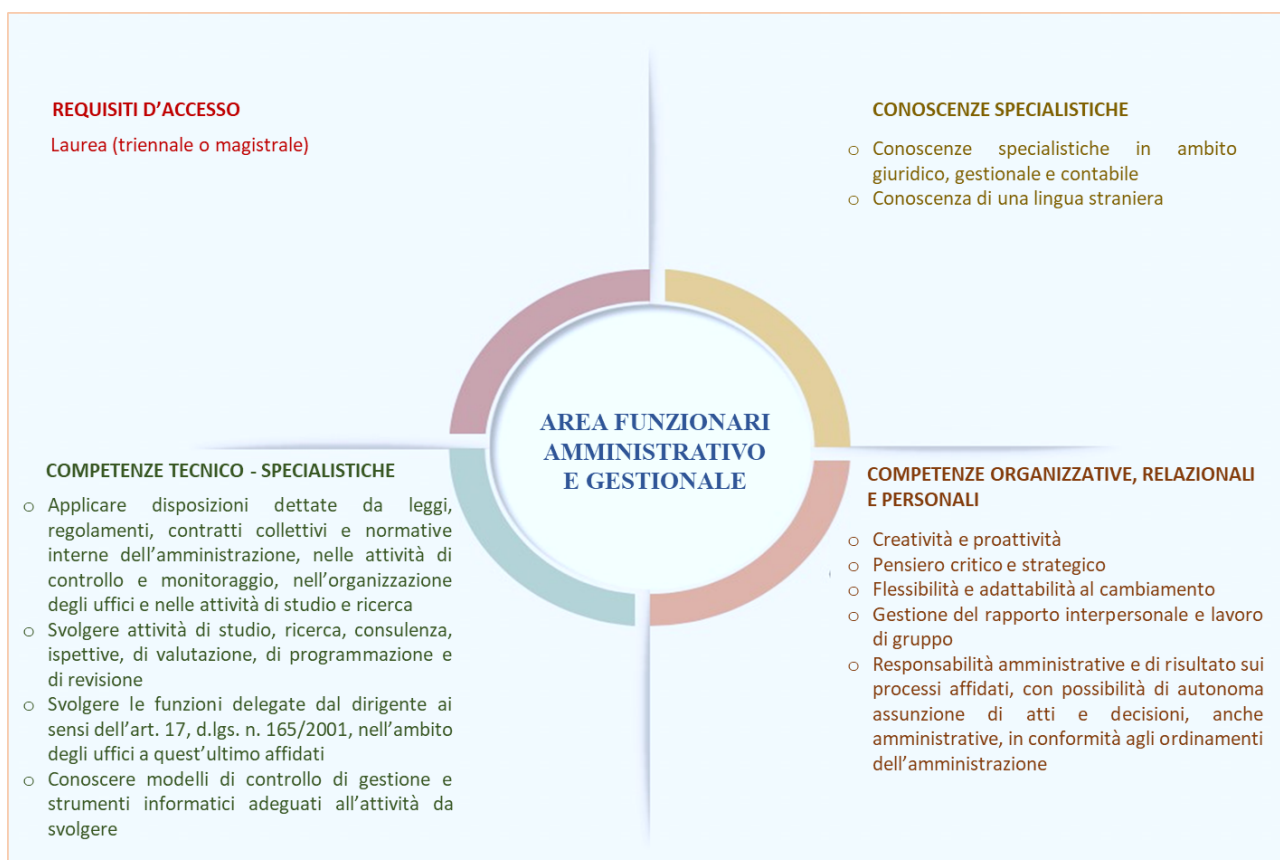 REQUISITI D’ACCESSO
Laurea (triennale o magistrale)
CONOSCENZE SPECIALISTICHE
o Conoscenze specialistiche in ambito
giuridico, gestionale e contabile
o Conoscenza di una lingua straniera
AREA FUNZIONARI
AMMINISTRATIVO
E GESTIONALE
COMPETENZE TECNICO - SPECIALISTICHE
o Applicare disposizioni dettate da leggi,
regolamenti, contratti collettivi e normative
interne dell’amministrazione, nelle attività di
controllo e monitoraggio, nell’organizzazione
degli uffici e nelle attività di studio e ricerca
o Svolgere attività di studio, ricerca, consulenza,
ispettive, di valutazione, di programmazione e
di revisione
o Svolgere le funzioni delegate dal dirigente ai
sensi dell’art. 17, d.lgs. n. 165/2001, nell’ambito
degli uffici a quest’ultimo affidati
o Conoscere modelli di controllo di gestione e
strumenti informatici adeguati all’attività da
svolgere
COMPETENZE ORGANIZZATIVE, RELAZIONALI
E PERSONALI
o Creatività e proattività
o Pensiero critico e strategico
o Flessibilità e adattabilità al cambiamento
o Gestione del rapporto interpersonale e lavoro
di gruppo
o Responsabilità amministrative e di risultato sui
processi affidati, con possibilità di autonoma
assunzione di atti e decisioni, anche
amministrative, in conformità agli ordinamenti
dell’amministrazione